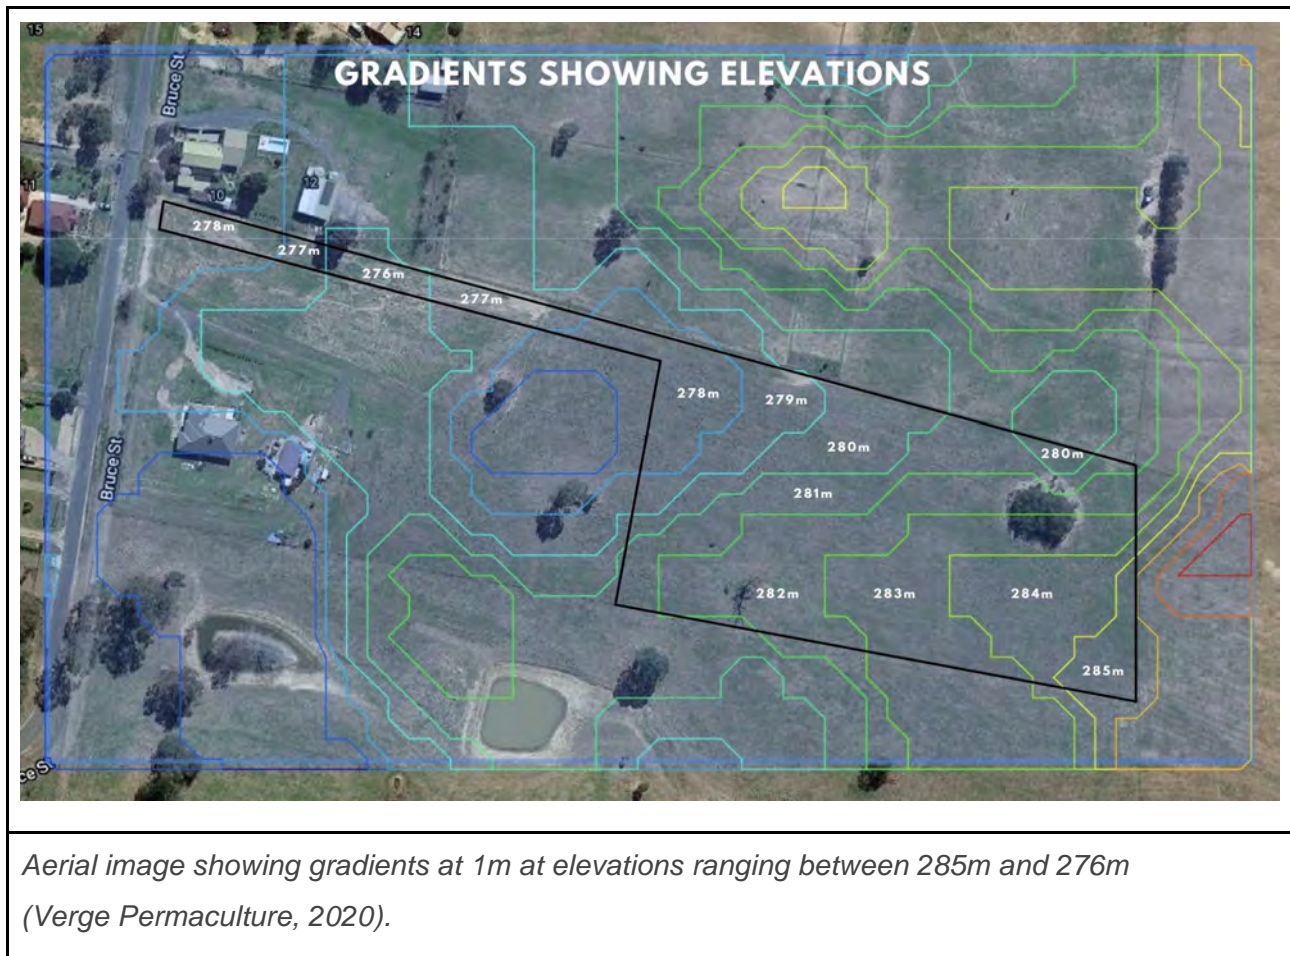 15
14
Bruce St
GRADIENTS SHOWING ELEVATIONS
11
10
12
278m
277m
276m
277m
278m
279m
280m
280m
281m
Bruce St
282m
283m
284m
285m
ce St
Aerial image showing gradients at 1m at elevations ranging between 285m and 276m
(Verge Permaculture, 2020).